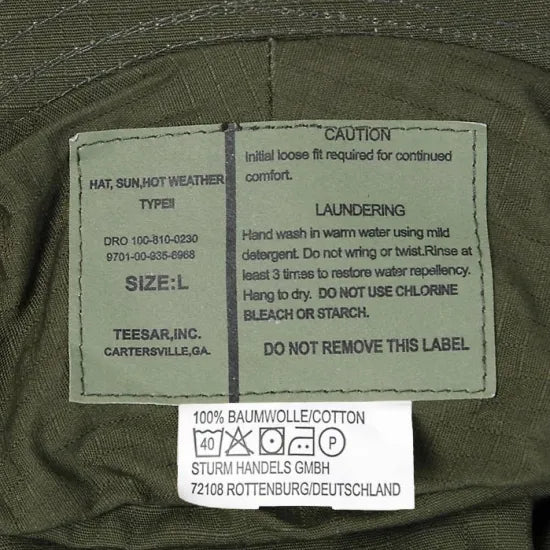 HAT, SUN,HOT WEATHER
TYPEII
DRO 100-810-0230
9701-00-935-6968
SIZE:L
TEESAR,INC.
CARTERSVILLE,GA.
CAUTION
Initial loose fit required for continued
comfort.
LAUNDERING
Hand wash in warm water using mild
detergent. Do not wring or twist.Rinse at
least 3 times to restore water repellency.
Hang to dry. DO NOT USE CHLORINE
BLEACH OR STARCH.
DO NOT REMOVE THIS LABEL
100% BAUMWOLLE/COTTON
40 P
STURM HANDELS GMBH
72108 ROTTENBURG/DEUTSCHLAND